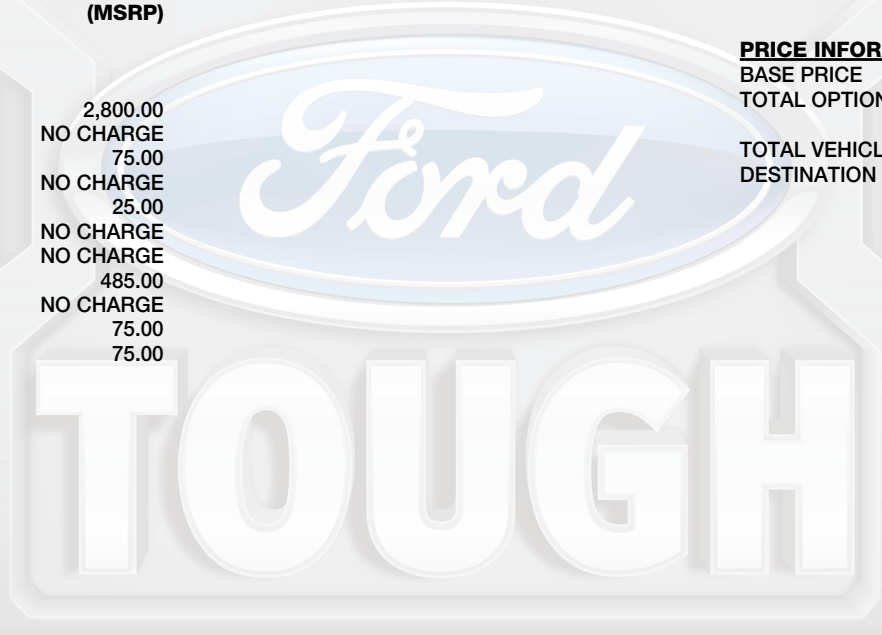 (MSRP)
2,800.00
NO CHARGE
75.00
NO CHARGE
25.00
NO CHARGE
NO CHARGE
485.00
NO CHARGE
75.00
75.00
PRICE INFOR
BASE PRICE
TOTAL OPTION
TOTAL VEHICL
DESTINATION
Ford
TOUGH